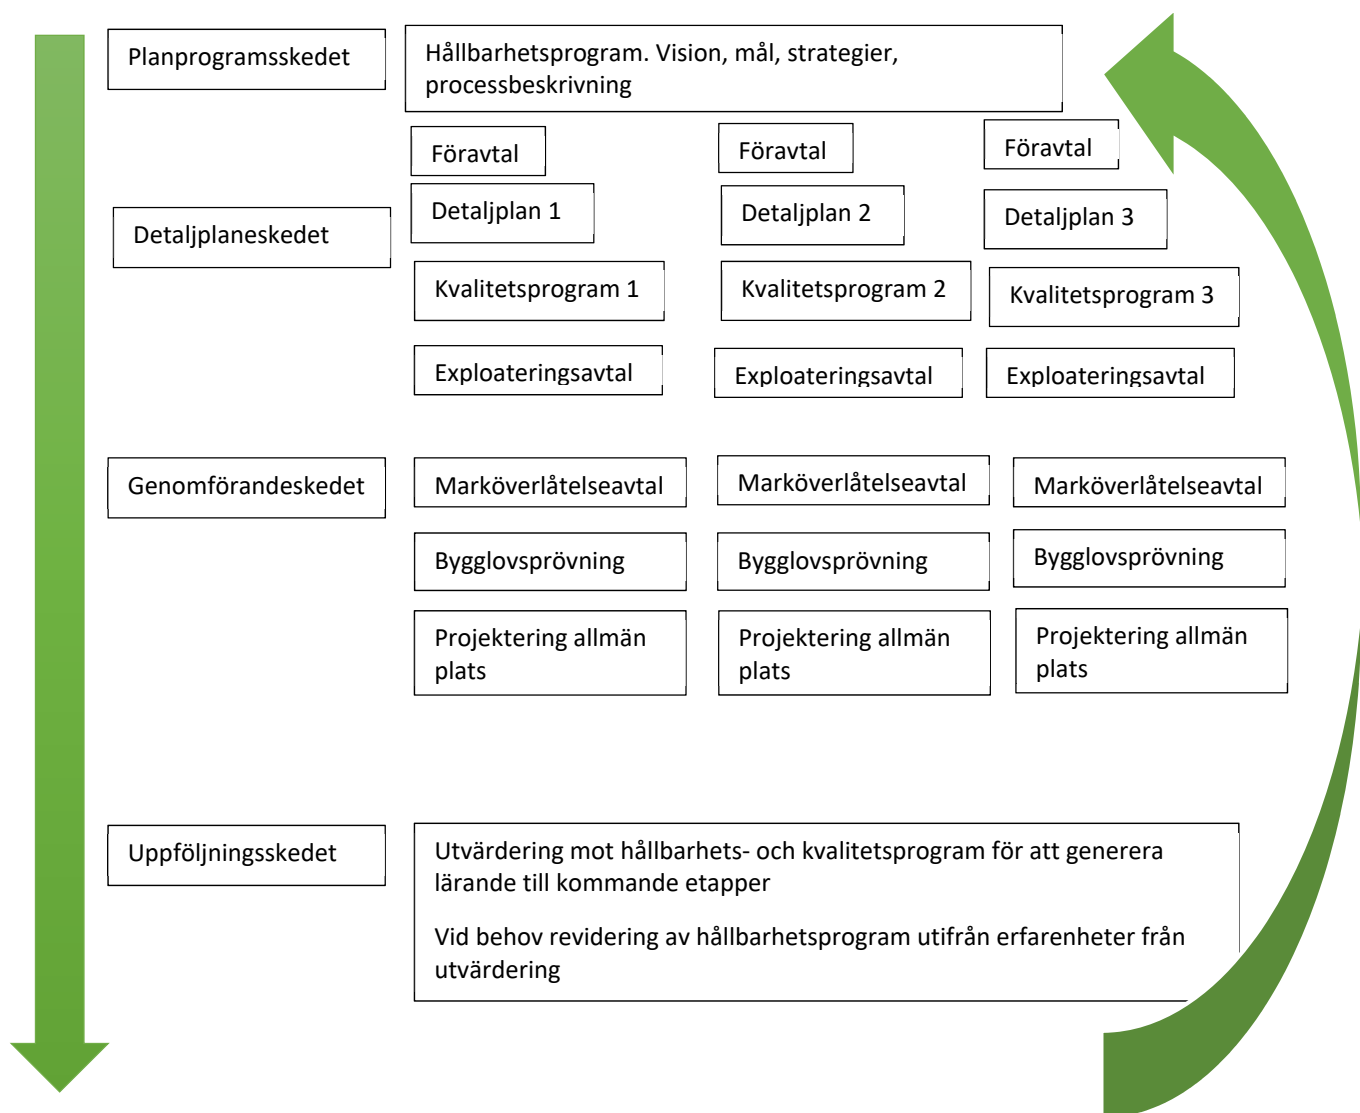 Planprogramsskedet
Hållbarhetsprogram. Vision, mål, strategier,
processbeskrivning
Föravtal
Föravtal
Föravtal
Detaljplaneskedet
Detaljplan 1
Detaljplan 2
Detaljplan 3
Kvalitetsprogram 1
Kvalitetsprogram 2
Kvalitetsprogram 3
Exploateringsavtal
Exploateringsavtal
Exploateringsavtal
Genomförandeskedet
Marköverlåtelseavtal
Marköverlåtelseavtal
Marköverlåtelseavtal
Bygglovsprövning
Bygglovsprövning
Bygglovsprövning
Projektering allmän
plats
Projektering allmän
plats
Projektering allmän
plats
Uppföljningsskedet
Utvärdering mot hållbarhets- och kvalitetsprogram för att generera
lärande till kommande etapper
Vid behov revidering av hållbarhetsprogram utifrån erfarenheter från
utvärdering